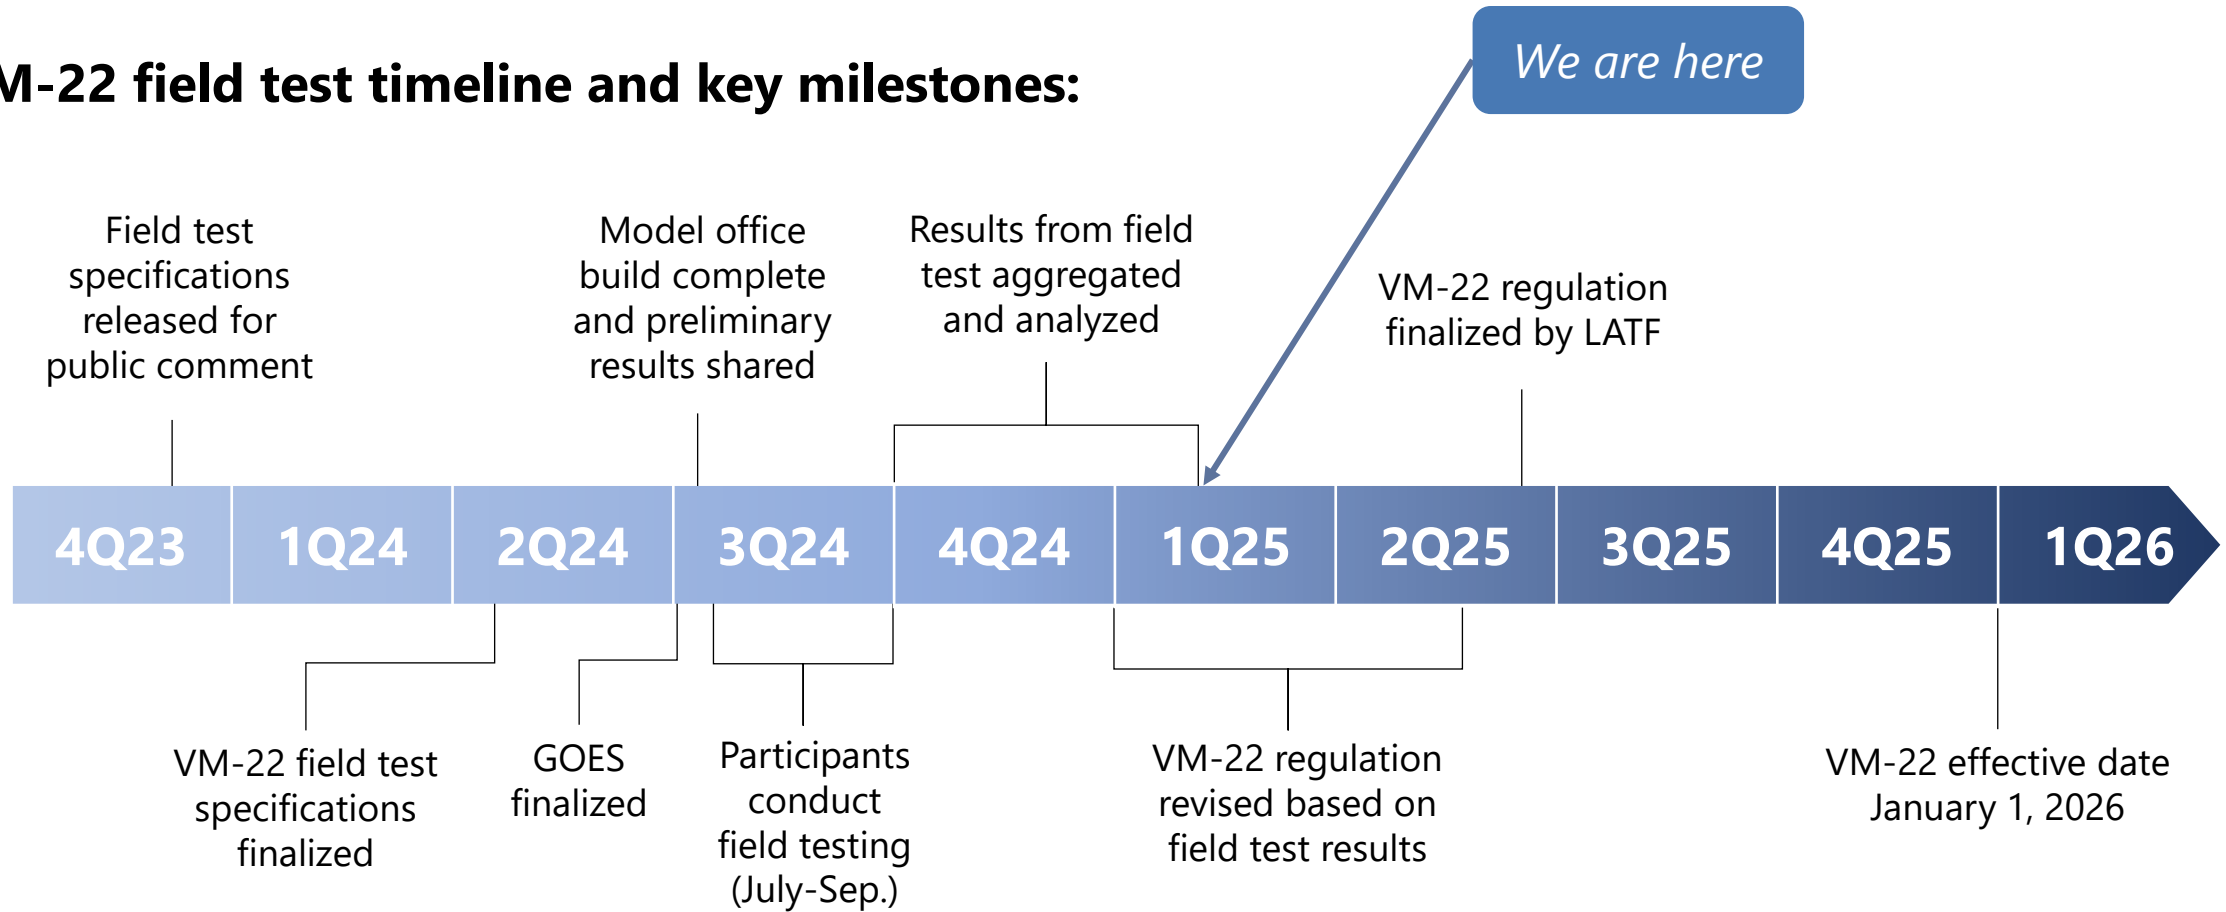 M-22 field test timeline and key milestones:
We are here
Field test
specifications
released for
public comment
Model office
build complete
and preliminary
results shared
Results from field
test aggregated
and analyzed
VM-22 regulation
finalized by LATF
4Q23
1Q24
2Q24
3Q24
4Q24
1Q25
2Q25
3Q25
4Q25
1Q26
VM-22 field test
specifications
finalized
GOES
finalized
Participants
conduct
field testing
(July-Sep.)
VM-22 regulation
revised based on
field test results
VM-22 effective date
January 1, 2026